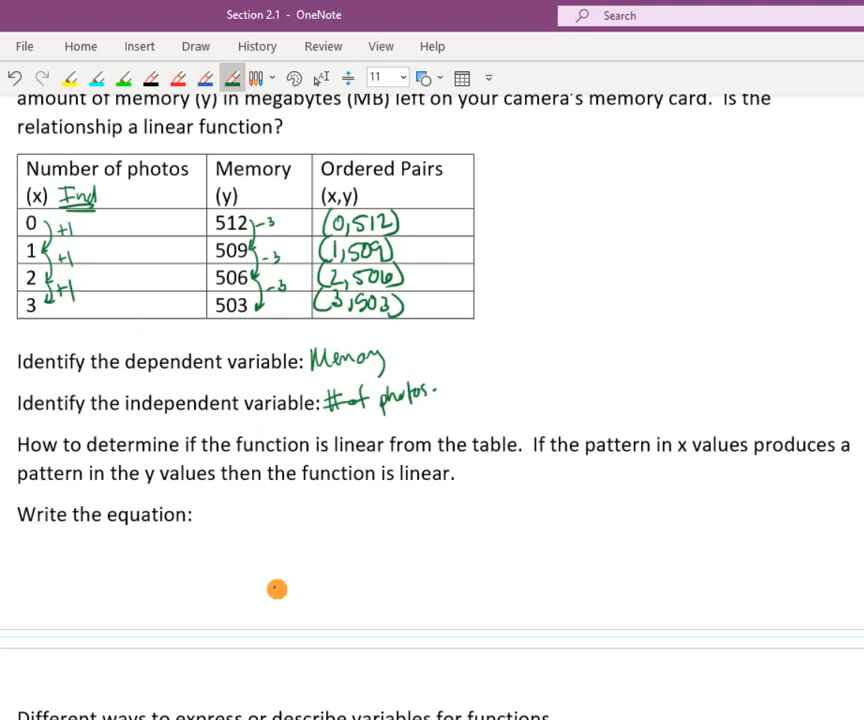 Section 2.1 - OneNote
Search
File Home Insert Draw History Review View Help
11
amount of memory (y) in megabytes (MB) left on your camera's memory card. Is the
relationship a linear function?
Number of photos Memory Ordered Pairs
(x) Ind (y) (x,y)
0 512 -3 (0,512)
+1
1 509 (1,509)
+1 -3
2 506 (2,506)
+1 -3
3 503 (3,503)
Identify the dependent variable: Memory
Identify the independent variable: # of photos.
How to determine if the function is linear from the table. If the pattern in x values produces a
pattern in the y values then the function is linear.
Write the equation:
Different ways to express or describe variables for functions